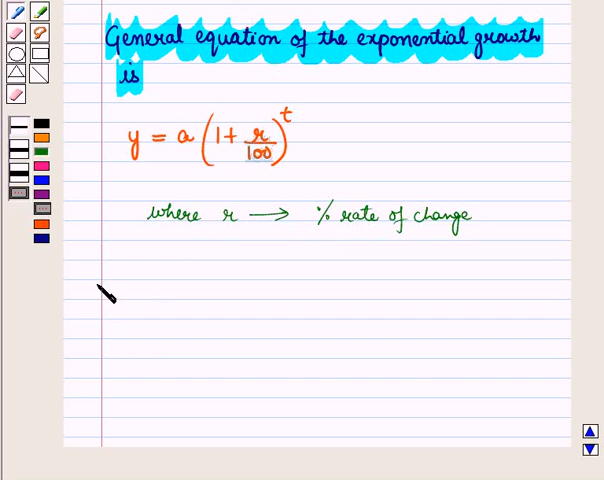 General equation of the exponential growth
is
y = a (1 + r/100)^t
where r → % rate of change